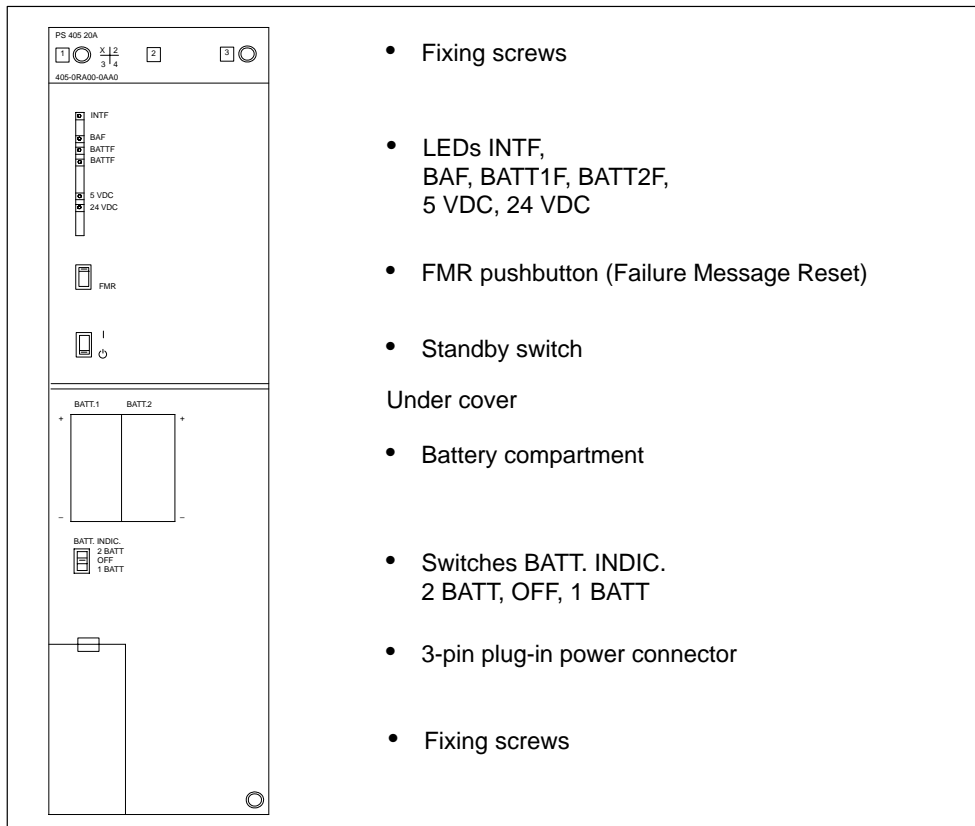 PS 405 20A
1 X 2 2 3
3 4
405-0RA00-0AA0
INTF
BAF
BATTF
BATTF
5 VDC
24 VDC
FMR
I
BATT.1 BATT.2
+ +
– –
BATT. INDIC.
2 BATT
OFF
1 BATT
• Fixing screws
• LEDs INTF,
BAF, BATT1F, BATT2F,
5 VDC, 24 VDC
• FMR pushbutton (Failure Message Reset)
• Standby switch
Under cover
• Battery compartment
• Switches BATT. INDIC.
2 BATT, OFF, 1 BATT
• 3-pin plug-in power connector
• Fixing screws